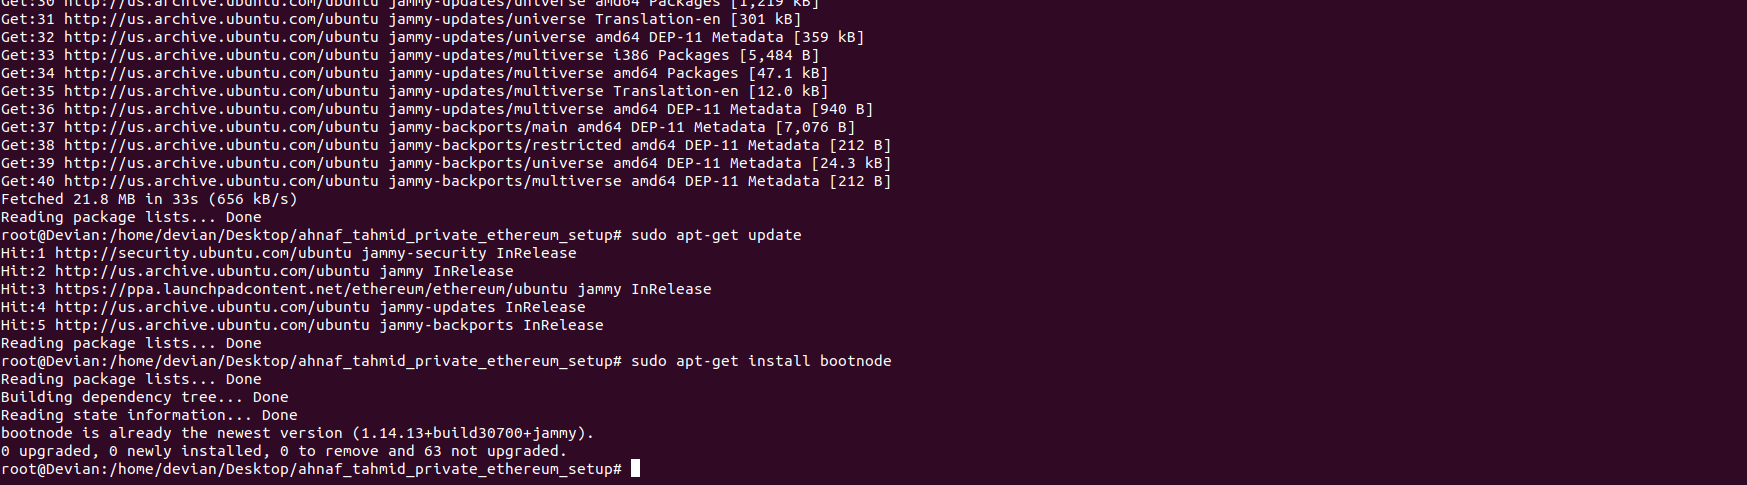 Get:30 http://us.archive.ubuntu.com/ubuntu jammy-updates/universe amd64 Packages [1,219 kB]
Get:31 http://us.archive.ubuntu.com/ubuntu jammy-updates/universe Translation-en [301 kB]
Get:32 http://us.archive.ubuntu.com/ubuntu jammy-updates/universe amd64 DEP-11 Metadata [359 kB]
Get:33 http://us.archive.ubuntu.com/ubuntu jammy-updates/multiverse i386 Packages [5,484 B]
Get:34 http://us.archive.ubuntu.com/ubuntu jammy-updates/multiverse amd64 Packages [47.1 kB]
Get:35 http://us.archive.ubuntu.com/ubuntu jammy-updates/multiverse Translation-en [12.0 kB]
Get:36 http://us.archive.ubuntu.com/ubuntu jammy-updates/multiverse amd64 DEP-11 Metadata [940 B]
Get:37 http://us.archive.ubuntu.com/ubuntu jammy-backports/main amd64 DEP-11 Metadata [7,076 B]
Get:38 http://us.archive.ubuntu.com/ubuntu jammy-backports/restricted amd64 DEP-11 Metadata [212 B]
Get:39 http://us.archive.ubuntu.com/ubuntu jammy-backports/universe amd64 DEP-11 Metadata [24.3 kB]
Get:40 http://us.archive.ubuntu.com/ubuntu jammy-backports/multiverse amd64 DEP-11 Metadata [212 B]
Fetched 21.8 MB in 33s (656 kB/s)
Reading package lists... Done
root@Devian:/home/devian/Desktop/ahnaf_tahmid_private_ethereum_setup# sudo apt-get update
Hit:1 http://security.ubuntu.com/ubuntu jammy-security InRelease
Hit:2 http://us.archive.ubuntu.com/ubuntu jammy InRelease
Hit:3 https://ppa.launchpadcontent.net/ethereum/ethereum/ubuntu jammy InRelease
Hit:4 http://us.archive.ubuntu.com/ubuntu jammy-updates InRelease
Hit:5 http://us.archive.ubuntu.com/ubuntu jammy-backports InRelease
Reading package lists... Done
root@Devian:/home/devian/Desktop/ahnaf_tahmid_private_ethereum_setup# sudo apt-get install bootnode
Reading package lists... Done
Building dependency tree... Done
Reading state information... Done
bootnode is already the newest version (1.14.13+build30700+jammy).
0 upgraded, 0 newly installed, 0 to remove and 63 not upgraded.
root@Devian:/home/devian/Desktop/ahnaf_tahmid_private_ethereum_setup#